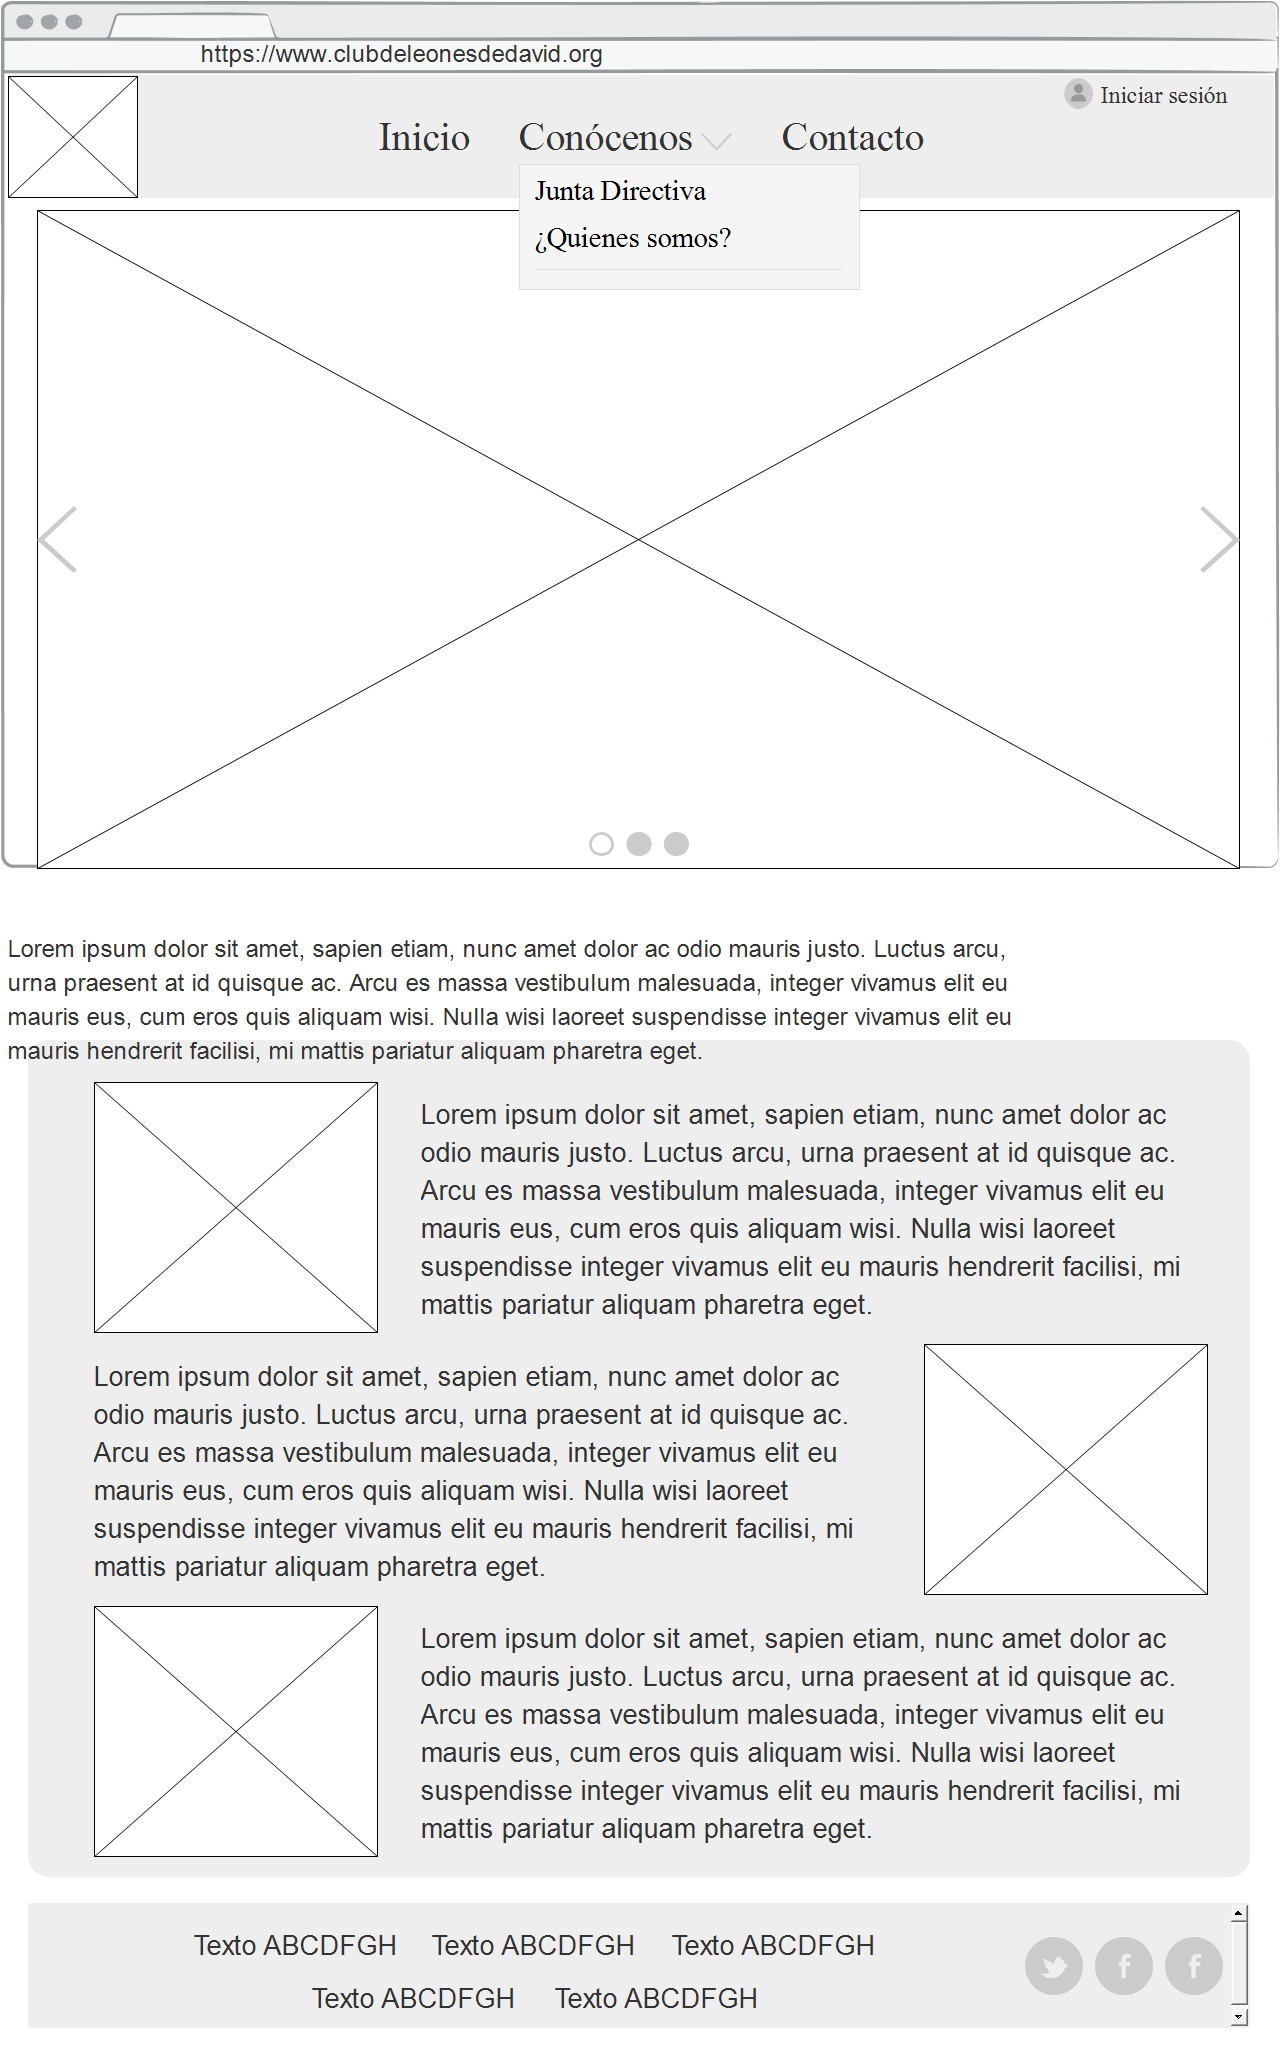 https://www.clubdeleonesdedavid.org
Iniciar sesión
Inicio Conócenos Contacto
Junta Directiva
¿Quienes somos?
Lorem ipsum dolor sit amet, sapien etiam, nunc amet dolor ac odio mauris justo. Luctus arcu,
urna praesent at id quisque ac. Arcu es massa vestibulum malesuada, integer vivamus elit eu
mauris eus, cum eros quis aliquam wisi. Nulla wisi laoreet suspendisse integer vivamus elit eu
mauris hendrerit facilisi, mi mattis pariatur aliquam pharetra eget.
Lorem ipsum dolor sit amet, sapien etiam, nunc amet dolor ac
odio mauris justo. Luctus arcu, urna praesent at id quisque ac.
Arcu es massa vestibulum malesuada, integer vivamus elit eu
mauris eus, cum eros quis aliquam wisi. Nulla wisi laoreet
suspendisse integer vivamus elit eu mauris hendrerit facilisi, mi
mattis pariatur aliquam pharetra eget.
Lorem ipsum dolor sit amet, sapien etiam, nunc amet dolor ac
odio mauris justo. Luctus arcu, urna praesent at id quisque ac.
Arcu es massa vestibulum malesuada, integer vivamus elit eu
mauris eus, cum eros quis aliquam wisi. Nulla wisi laoreet
suspendisse integer vivamus elit eu mauris hendrerit facilisi, mi
mattis pariatur aliquam pharetra eget.
Lorem ipsum dolor sit amet, sapien etiam, nunc amet dolor ac
odio mauris justo. Luctus arcu, urna praesent at id quisque ac.
Arcu es massa vestibulum malesuada, integer vivamus elit eu
mauris eus, cum eros quis aliquam wisi. Nulla wisi laoreet
suspendisse integer vivamus elit eu mauris hendrerit facilisi, mi
mattis pariatur aliquam pharetra eget.
Texto ABCDFGH Texto ABCDFGH Texto ABCDFGH
Texto ABCDFGH Texto ABCDFGH